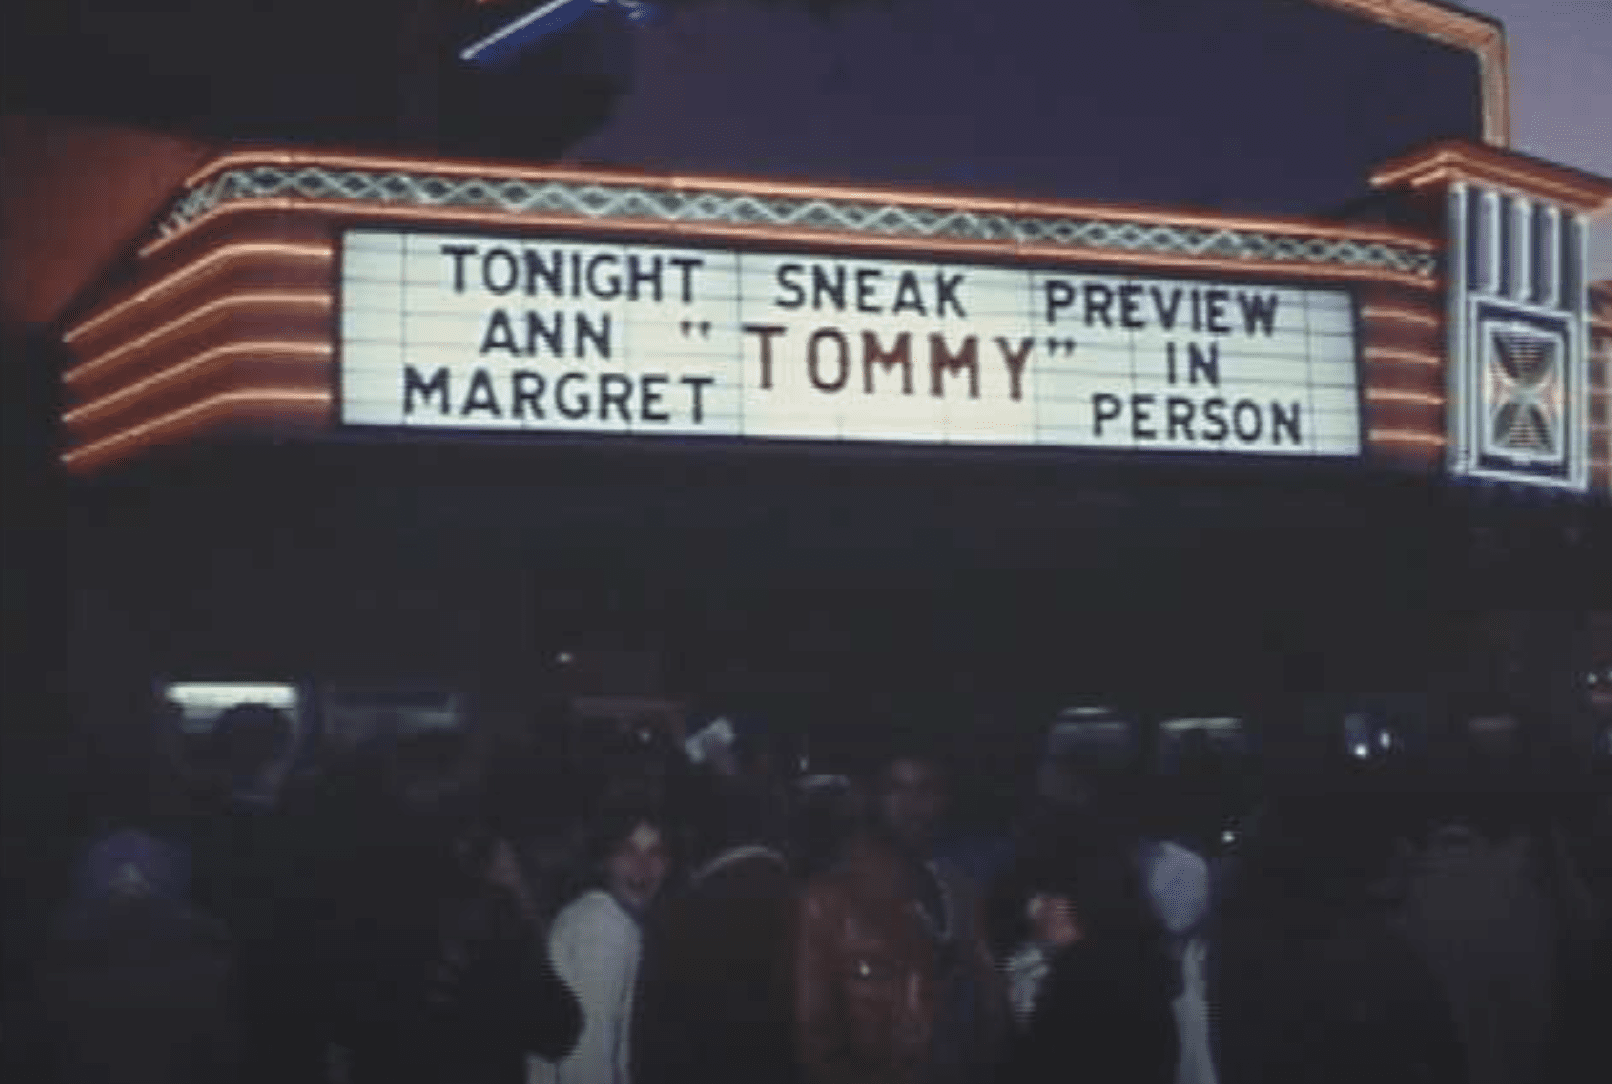 TONIGHT SNEAK PREVIEW
ANN "TOMMY" IN
MARGRET PERSON